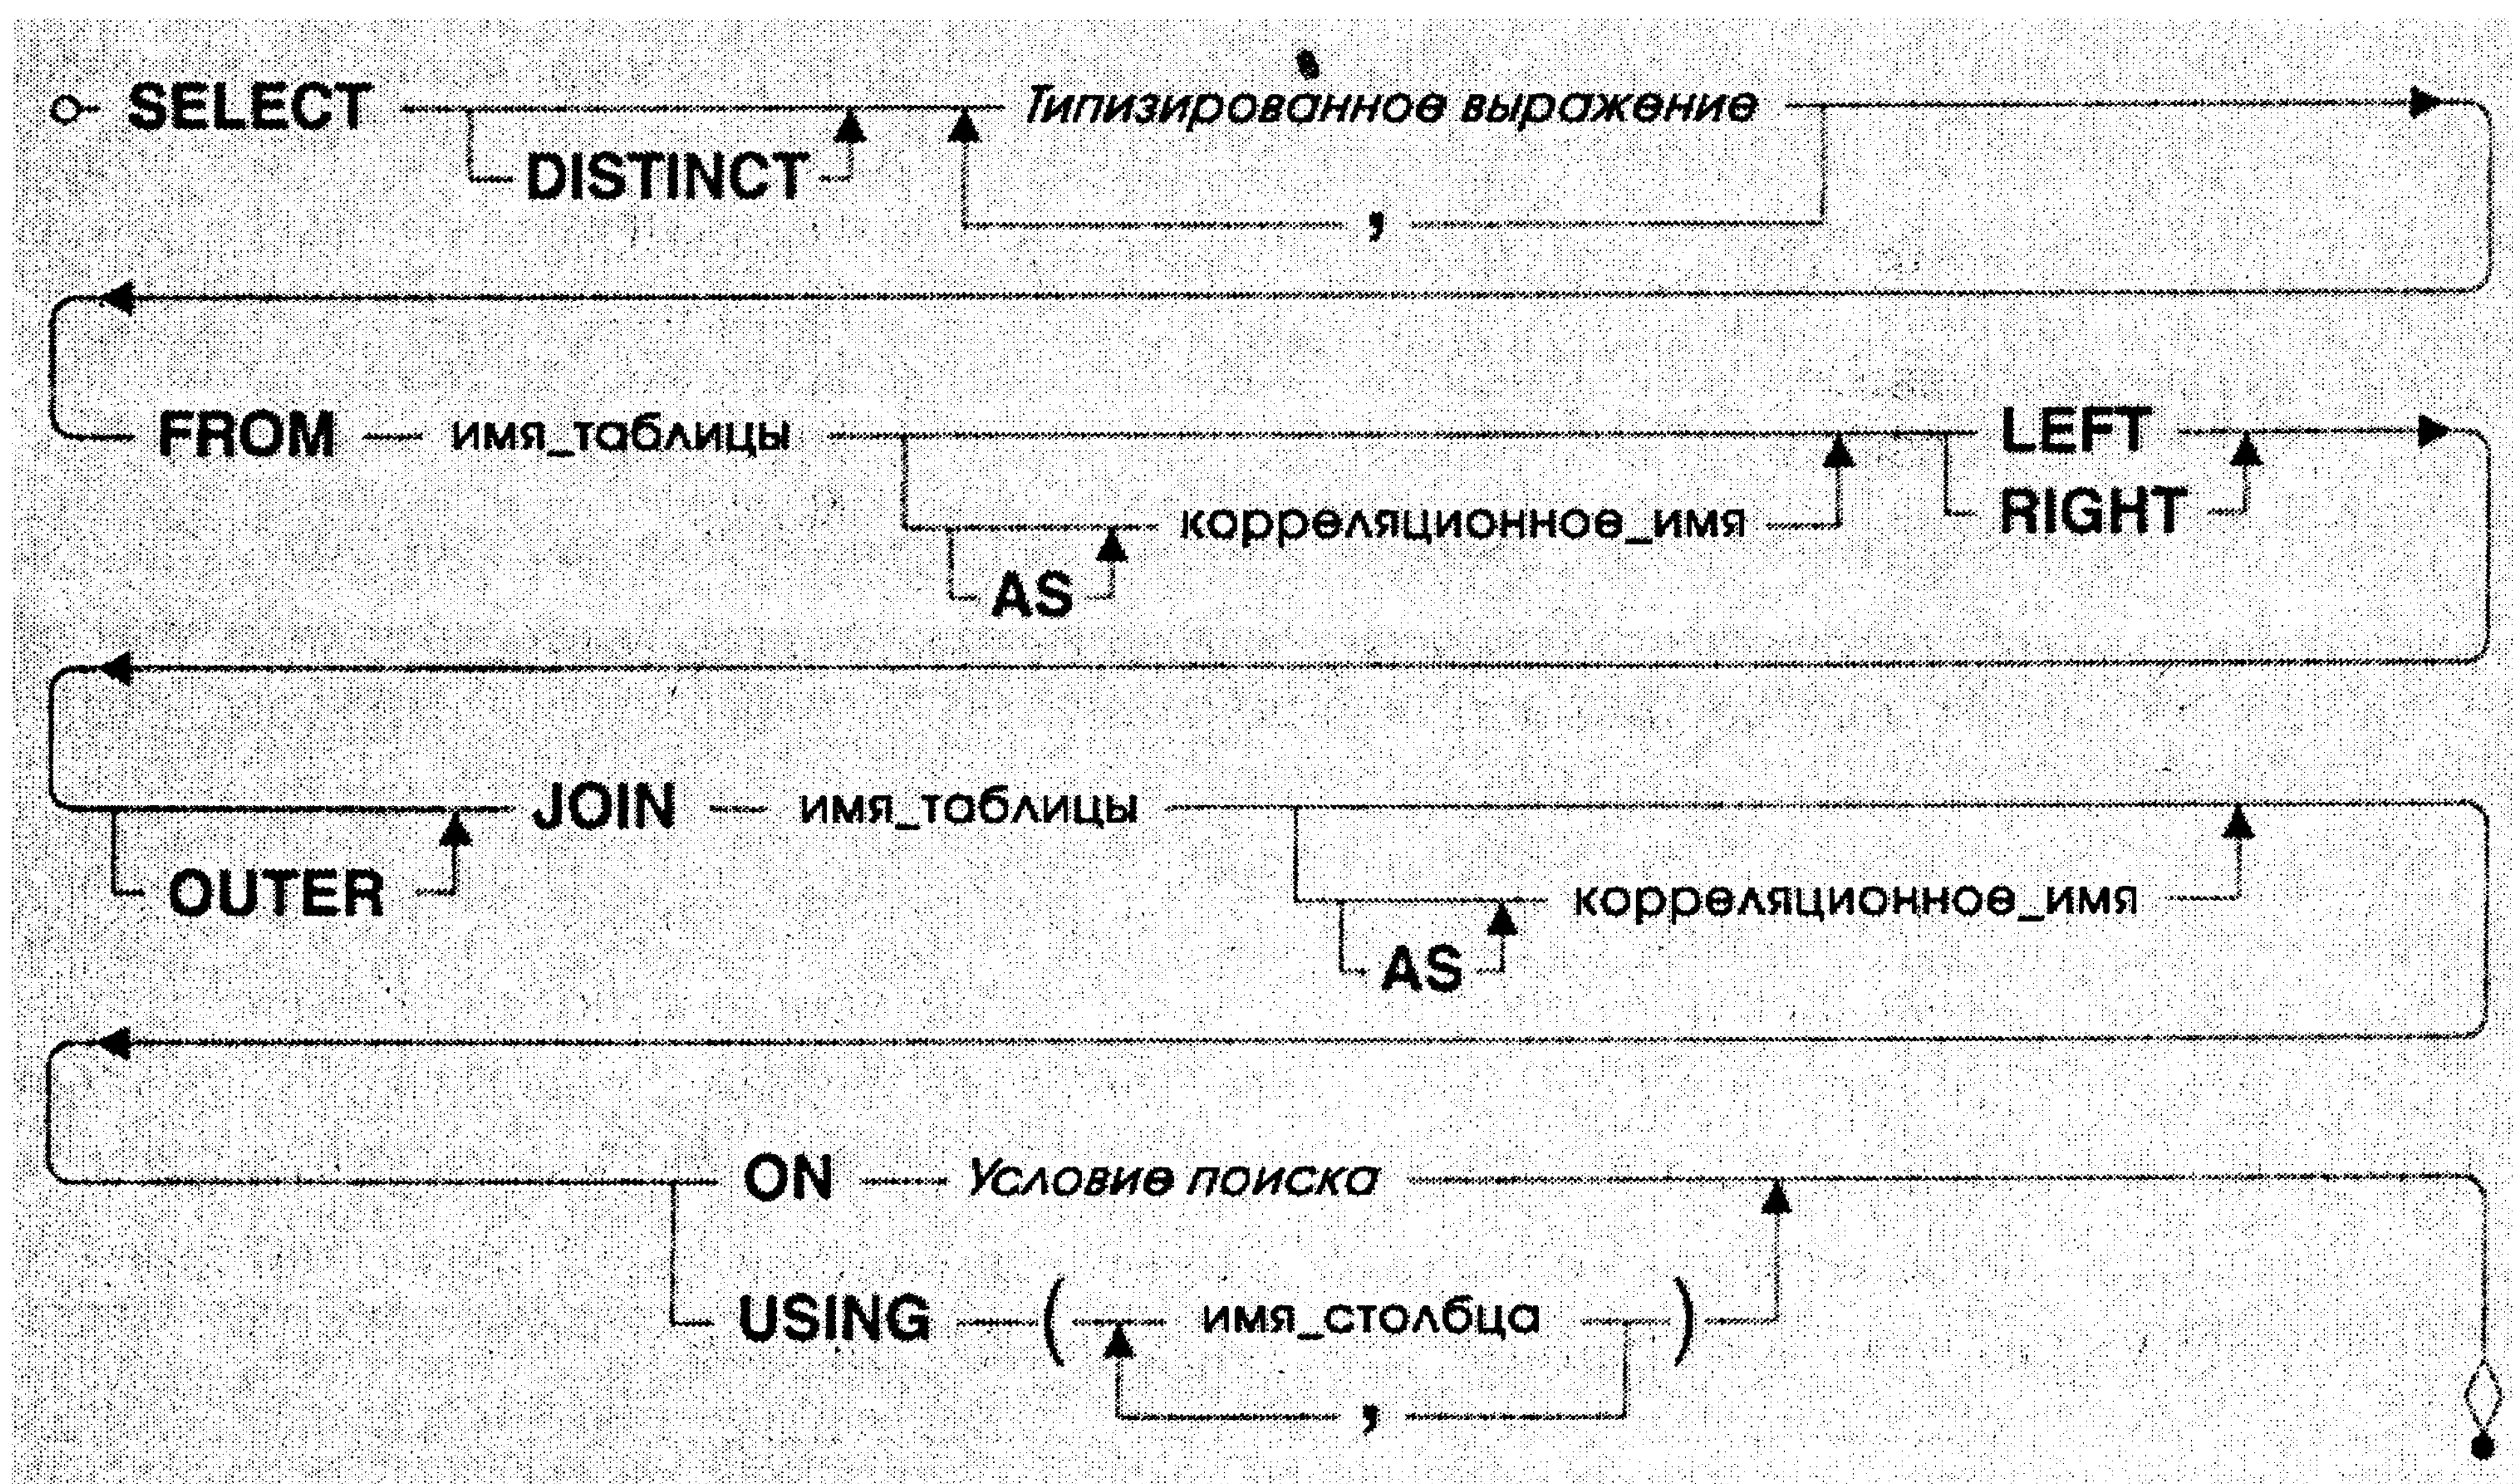 SELECT Типизированное выражение
DISTINCT
,
FROM имя_таблицы LEFT
корреляционное_имя RIGHT
AS
JOIN имя_таблицы
OUTER корреляционное_имя
AS
ON Условие поиска
USING ( имя_столбца )
,